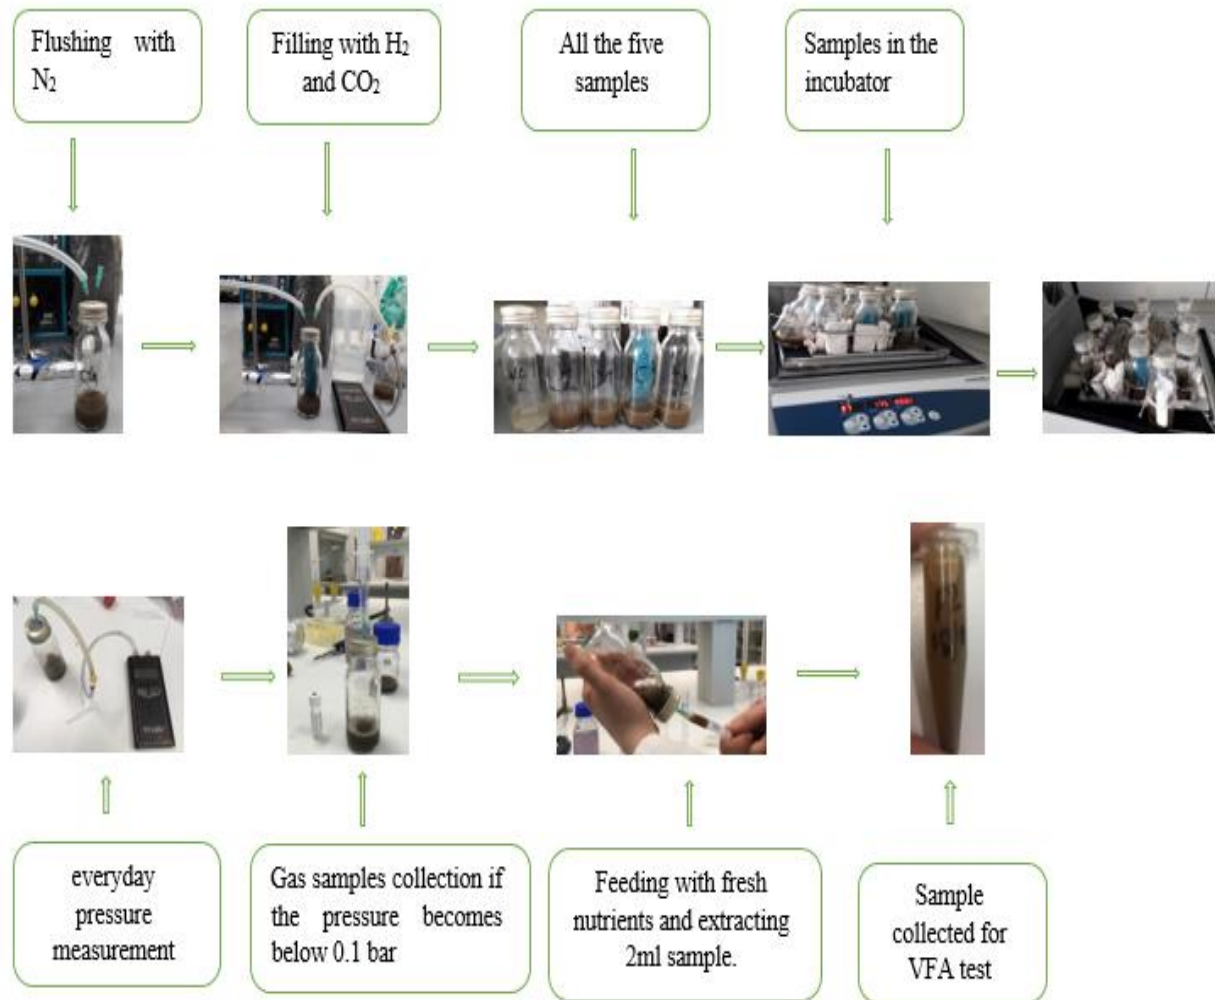 Flushing with
N₂
Filling with H₂
and CO₂
All the five
samples
Samples in the
incubator
everyday
pressure
measurement
Gas samples collection if
the pressure becomes
below 0.1 bar
Feeding with fresh
nutrients and extracting
2ml sample.
Sample
collected for
VFA test